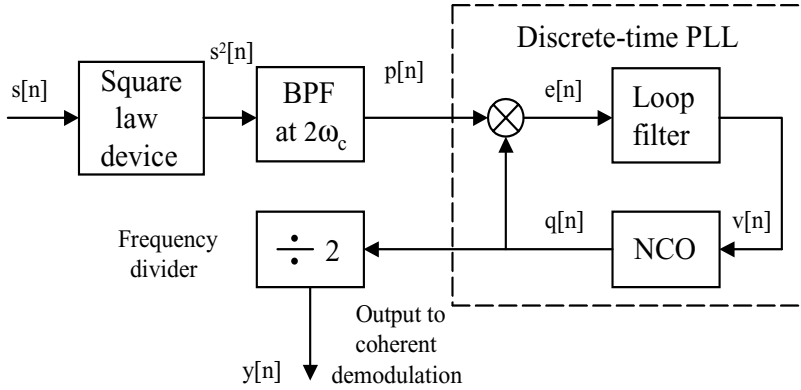 Discrete-time PLL
s[n]
Square
law
device
s²[n]
BPF
at 2ω_c
p[n]
e[n]
Loop
filter
Frequency
divider
÷ 2
q[n]
NCO
v[n]
Output to
coherent
demodulation
y[n]